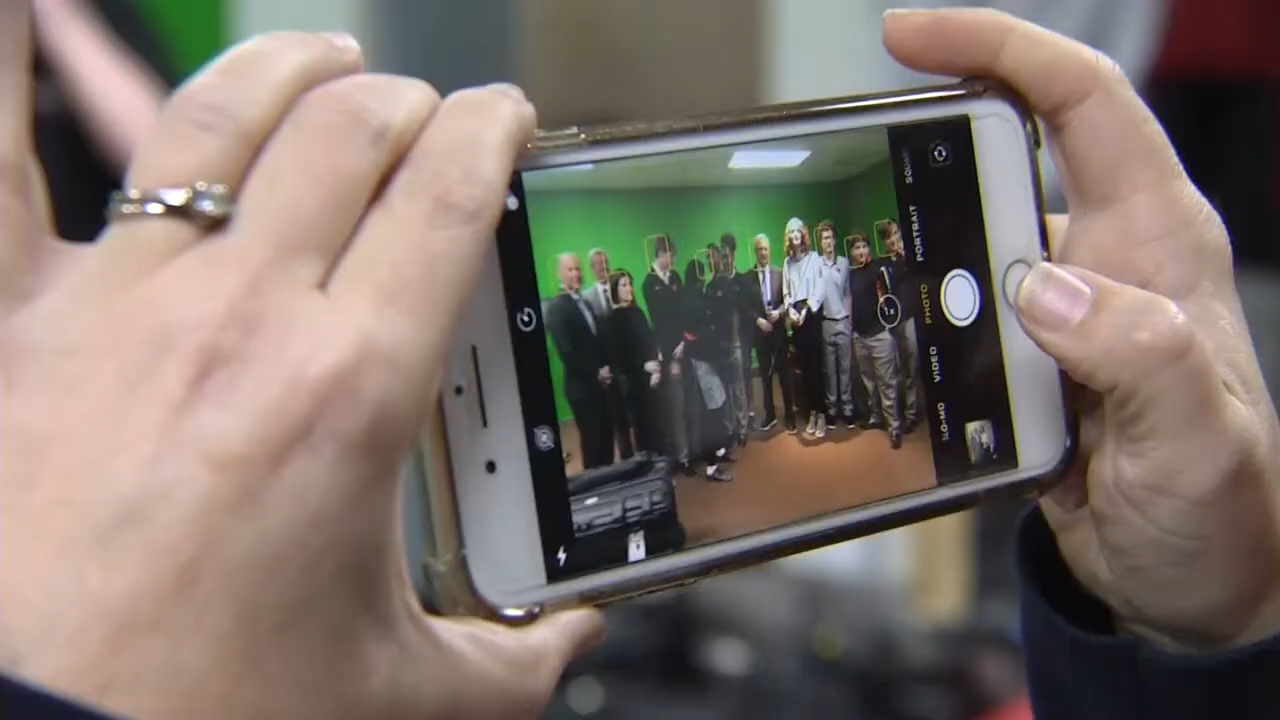 SQUARE
PORTRAIT
PHOTO
VIDEO
SLO-MO
1x